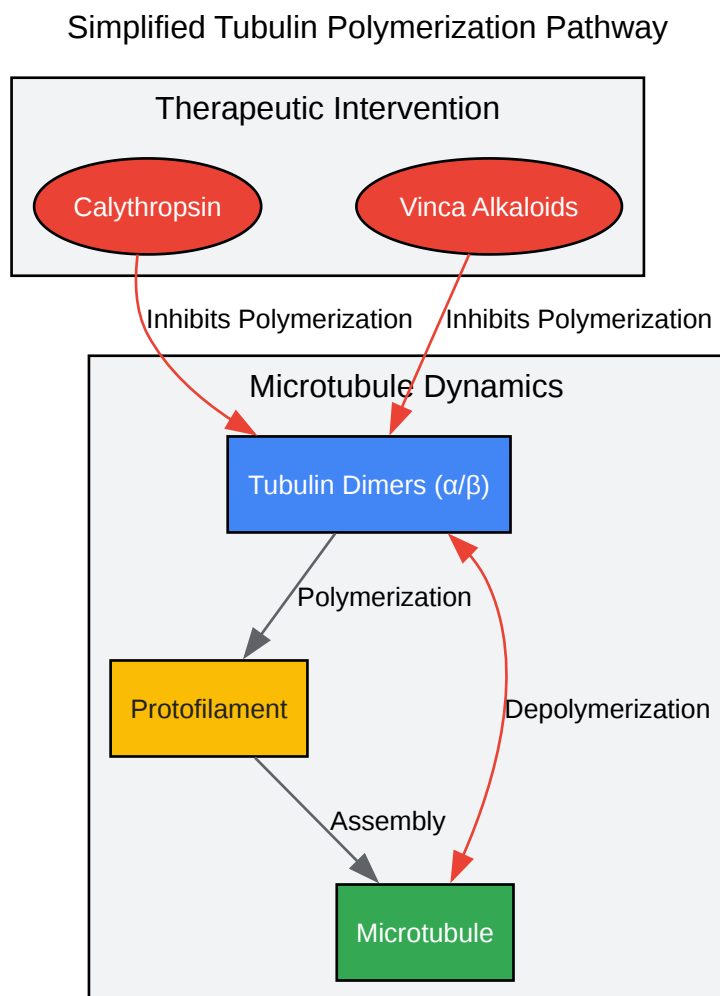 Simplified Tubulin Polymerization Pathway
Therapeutic Intervention
Calythropsin
Vinca Alkaloids
Inhibits Polymerization
Inhibits Polymerization
Microtubule Dynamics
Tubulin Dimers (α/β)
Polymerization
Protofilament
Depolymerization
Assembly
Microtubule